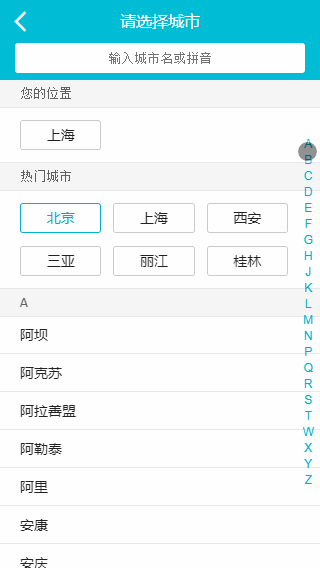 请选择城市
输入城市名或拼音
您的位置
上海
热门城市
北京 上海 西安
三亚 丽江 桂林
A
阿坝
阿克苏
阿拉善盟
阿勒泰
阿里
安康
安庆
A
B
C
D
E
F
G
H
J
K
L
M
N
P
Q
R
S
T
W
X
Y
Z